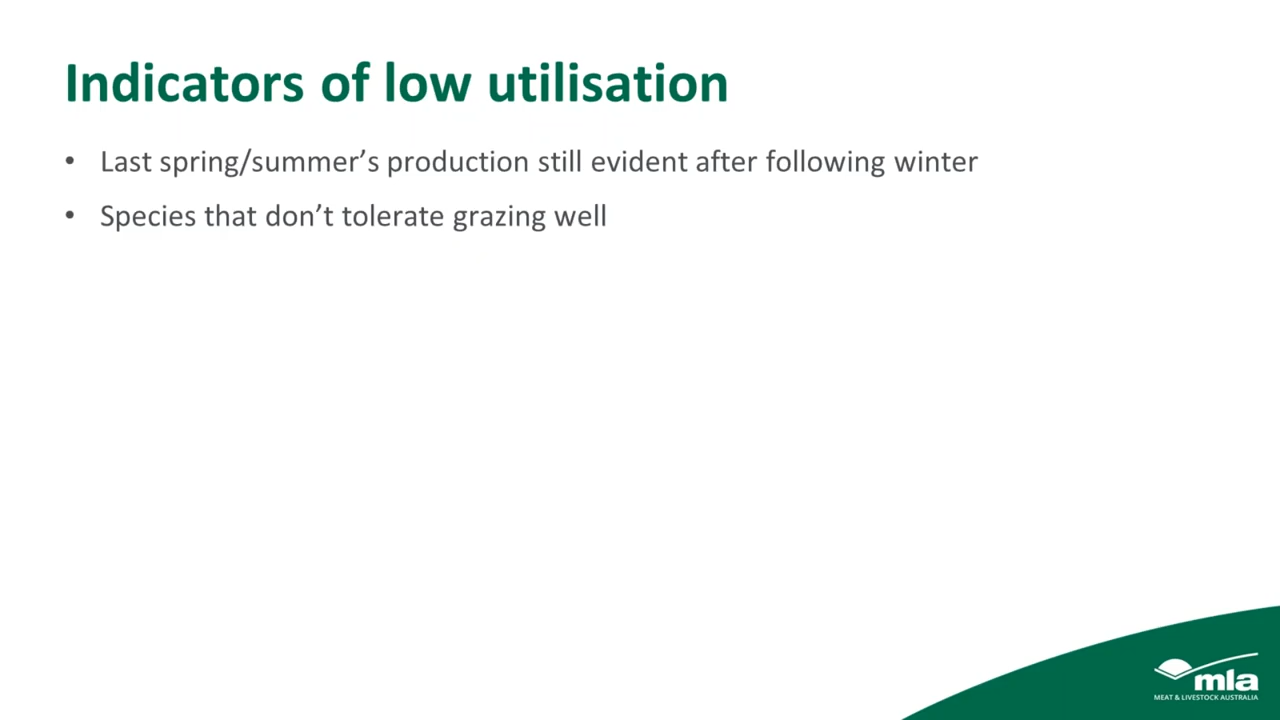 Indicators of low utilisation
• Last spring/summer’s production still evident after following winter
• Species that don’t tolerate grazing well
mla
MEAT & LIVESTOCK AUSTRALIA